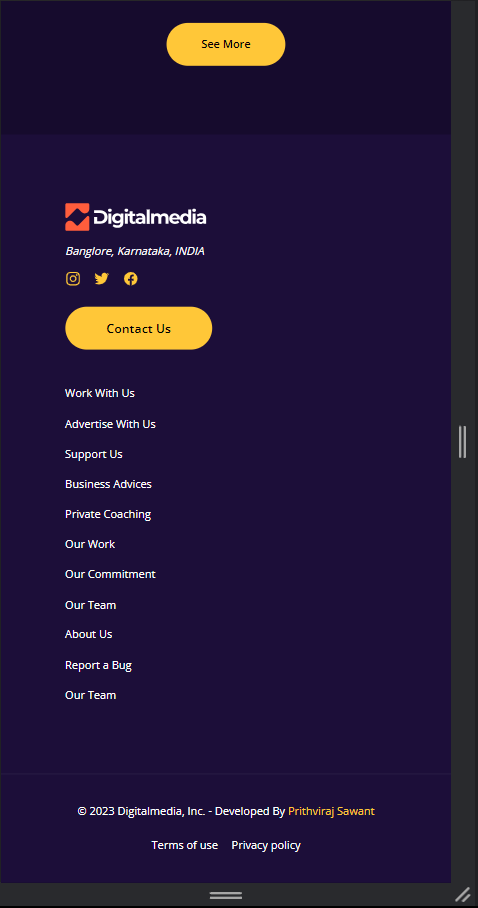 See More
Digitalmedia
Banglore, Karnataka, INDIA
Contact Us
Work With Us
Advertise With Us
Support Us
Business Advices
Private Coaching
Our Work
Our Commitment
Our Team
About Us
Report a Bug
Our Team
© 2023 Digitalmedia, Inc. - Developed By Prithviraj Sawant
Terms of use Privacy policy